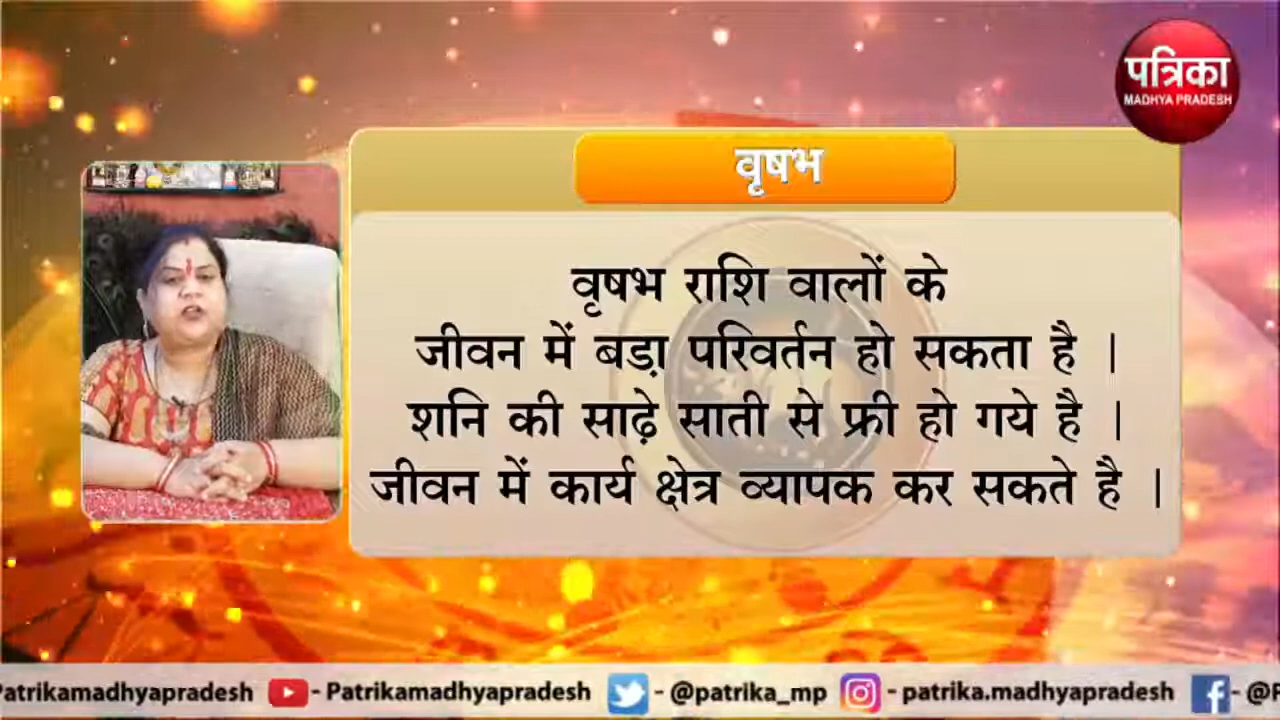 पत्रिका
MADHYA PRADESH
वृषभ
वृषभ राशि वालों के
जीवन में बड़ा परिवर्तन हो सकता है |
शनि की साढ़े साती से फ्री हो गये है |
जीवन में कार्य क्षेत्र व्यापक कर सकते है |
Patrikamadhyapradesh - Patrikamadhyapradesh - @patrika_mp - patrika.madhyapradesh - @